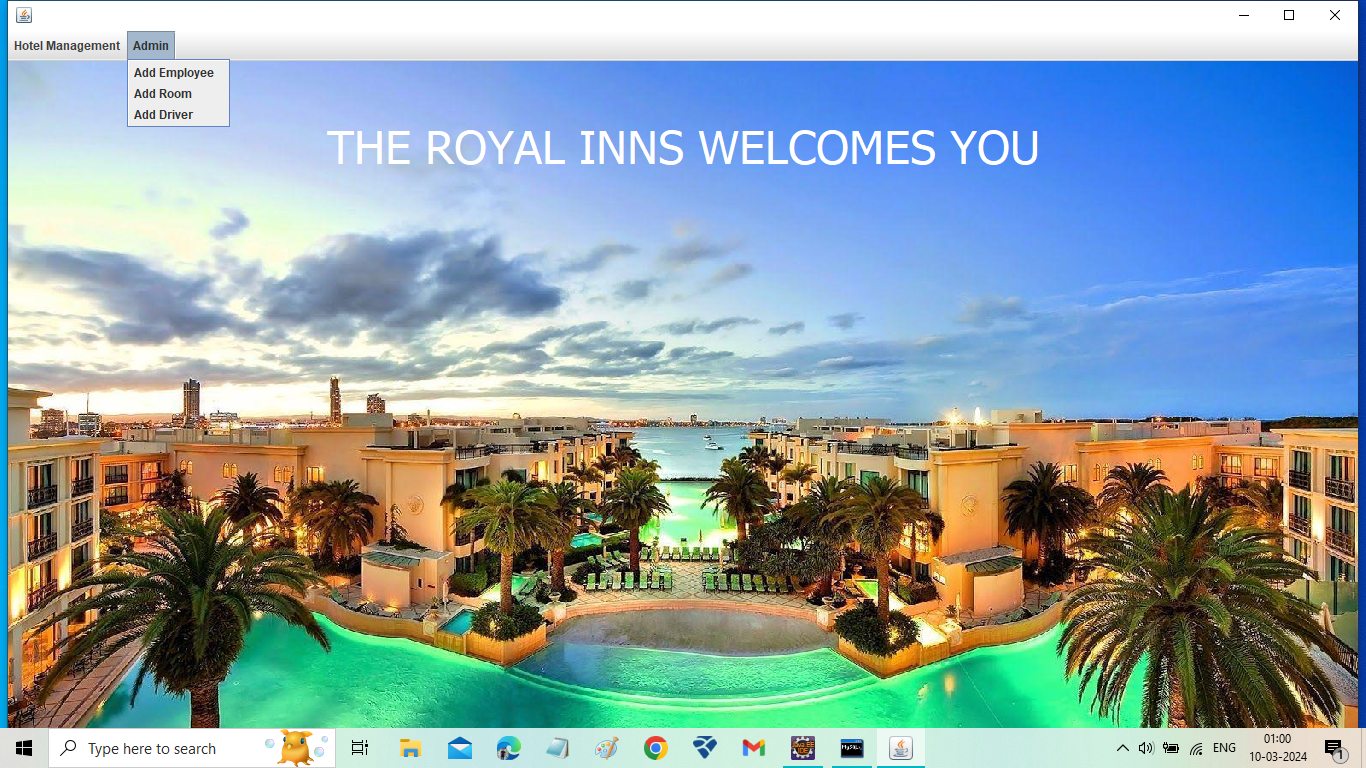 Hotel Management Admin
Add Employee
Add Room
Add Driver
THE ROYAL INNS WELCOMES YOU
Type here to search
ENG
01:00
10-03-2024
1